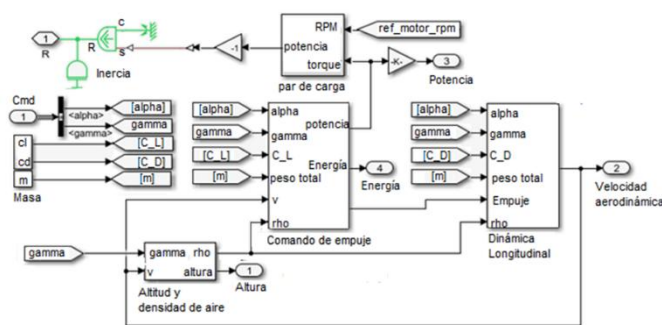 C
RPM
ref_motor_rpm
1
R
R
S
-1
potencia
torque
-K-
3
Potencia
Inercia
par de carga
Cmd
1
<alpha>
<gamma>
[alpha]
gamma
cl
[C_L]
cd
[C_D]
m
[m]
Masa
[alpha]
gamma
[C_L]
[m]
alpha
gamma
C_L
peso total
v
rho
potencia
Energía
Empuje
4
Energía
Comando de empuje
[alpha]
gamma
[C_D]
[m]
alpha
gamma
C_D
peso total
Empuje
rho
Dinámica
Longitudinal
2
Velocidad
aerodinámica
gamma
gamma rho
v altura
Altitud y
densidad de aire
1
Altura